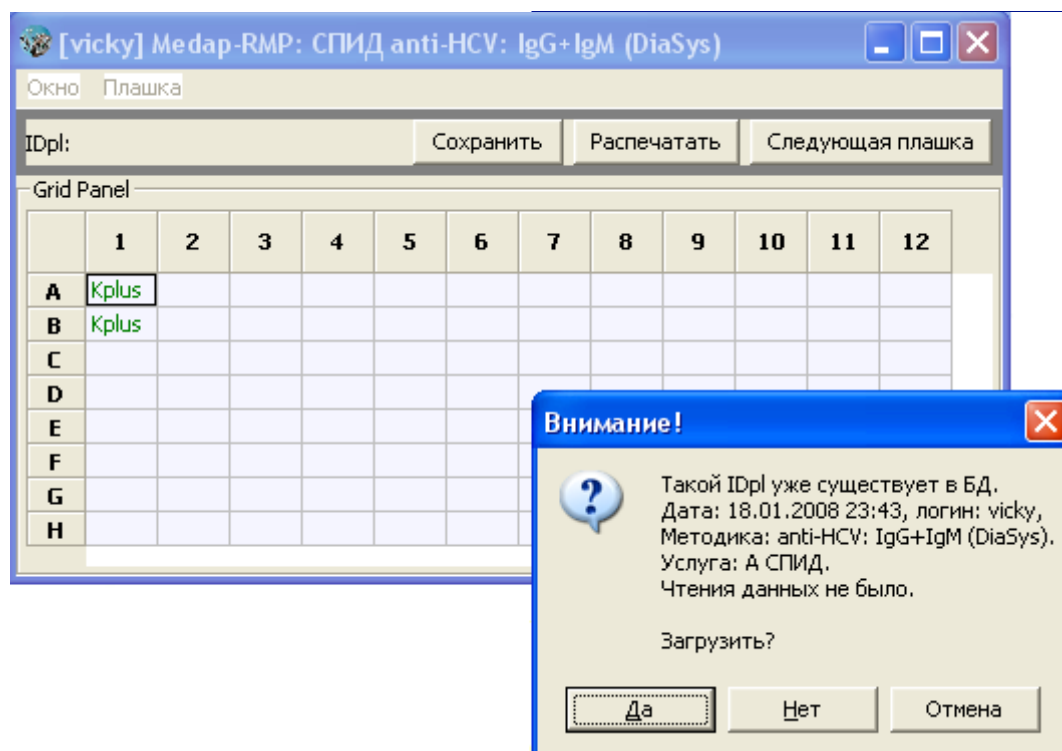 [vicky] Medap-RMP: СПИД anti-HCV: IgG+IgM (DiaSys)
Окно Плашка
IDpl: Сохранить Распечатать Следующая плашка
Grid Panel
1 2 3 4 5 6 7 8 9 10 11 12
A Kplus
B Kplus
C
D
E
F
G
H
Внимание!
Такой IDpl уже существует в БД.
Дата: 18.01.2008 23:43, логин: vicky,
Методика: anti-HCV: IgG+IgM (DiaSys).
Услуга: А СПИД.
Чтения данных не было.
Загрузить?
Да Нет Отмена